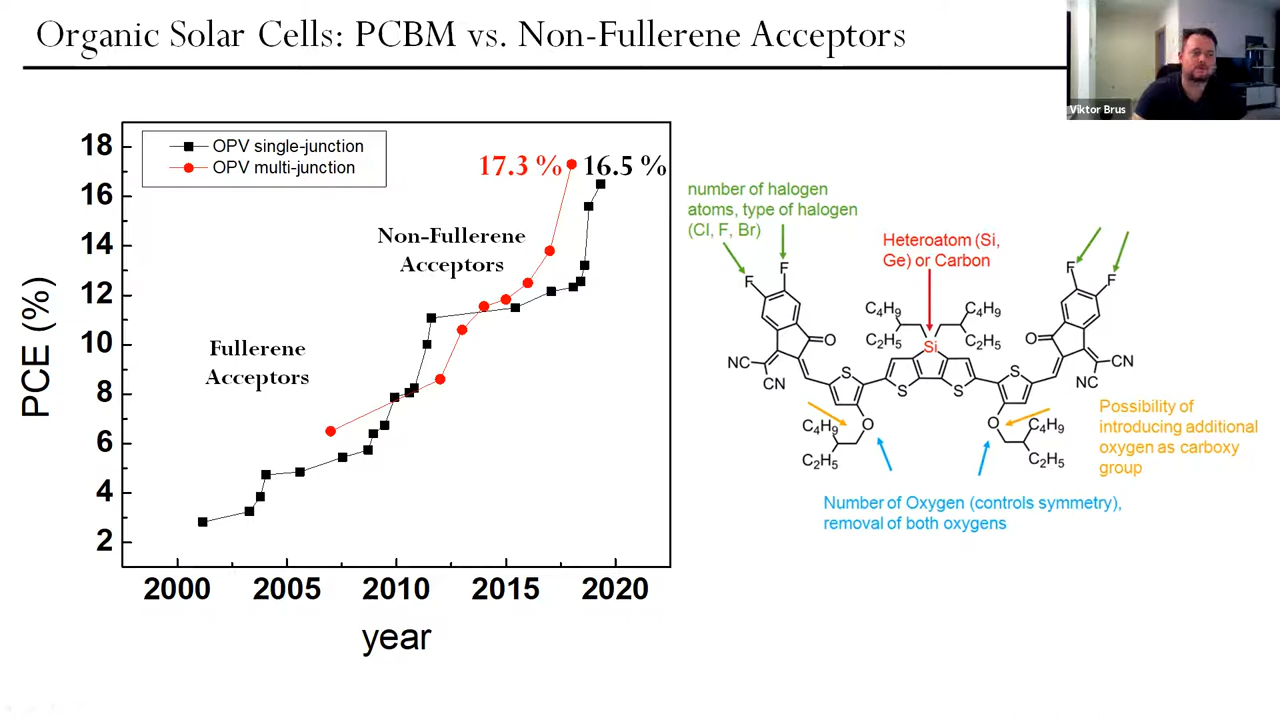 Organic Solar Cells: PCBM vs. Non-Fullerene Acceptors
Viktor Brus
OPV single-junction
OPV multi-junction
17.3 %
16.5 %
Non-Fullerene
Acceptors
Fullerene
Acceptors
PCE (%)
18
16
14
12
10
8
6
4
2
2000
2005
2010
2015
2020
year
number of halogen
atoms, type of halogen
(Cl, F, Br)
Heteroatom (Si,
Ge) or Carbon
F
F
F
F
C4H9
C4H9
C2H5
C2H5
Si
O
O
NC
CN
CN
NC
S
S
S
S
O
O
C4H9
C2H5
C4H9
C2H5
Possibility of
introducing additional
oxygen as carboxy
group
Number of Oxygen (controls symmetry),
removal of both oxygens